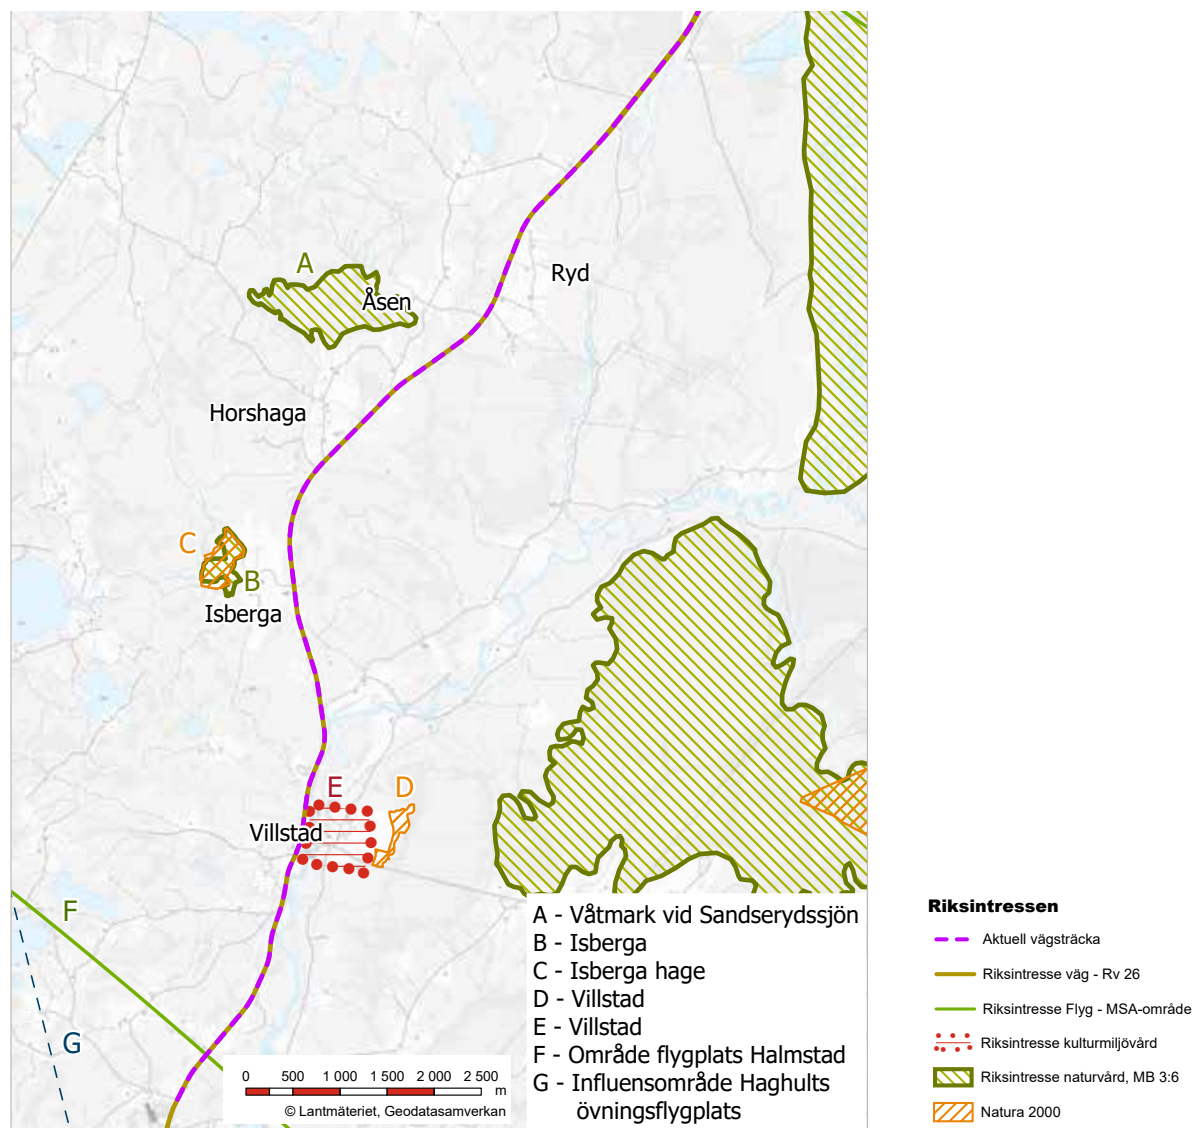 A
Ryd
Åsen
Horshaga
C
B
Isberga
E
D
Villstad
F
G
A - Våtmark vid Sandserydssjön
B - Isberga
C - Isberga hage
D - Villstad
E - Villstad
F - Område flygplats Halmstad
G - Influensområde Haghults
övningsflygplats
0 500 1 000 1 500 2 000 2 500
m
© Lantmäteriet, Geodatasamverkan
Riksintressen
Aktuell vägsträcka
Riksintresse väg - Rv 26
Riksintresse Flyg - MSA-område
Riksintresse kulturmiljövård
Riksintresse naturvård, MB 3:6
Natura 2000